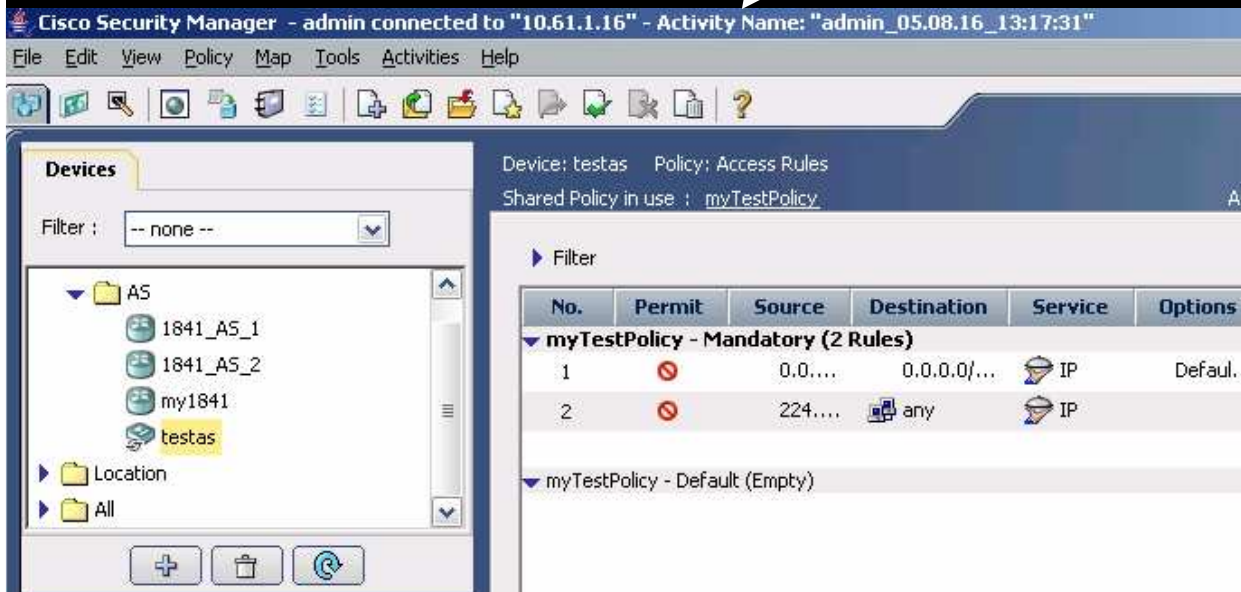 Cisco Security Manager - admin connected to "10.61.1.16" - Activity Name: "admin_05.08.16_13:17:31"
File Edit View Policy Map Tools Activities Help
Devices
Filter : -- none --
AS
1841_AS_1
1841_AS_2
my1841
testas
Location
All
Device: testas Policy: Access Rules
Shared Policy in use : myTestPolicy A
Filter
No. Permit Source Destination Service Options
myTestPolicy - Mandatory (2 Rules)
1 0.0.... 0.0.0.0/... IP Defaul.
2 224.... any IP
myTestPolicy - Default (Empty)